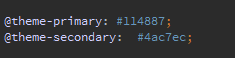 @theme-primary: #114887;
@theme-secondary:  #4ac7ec;